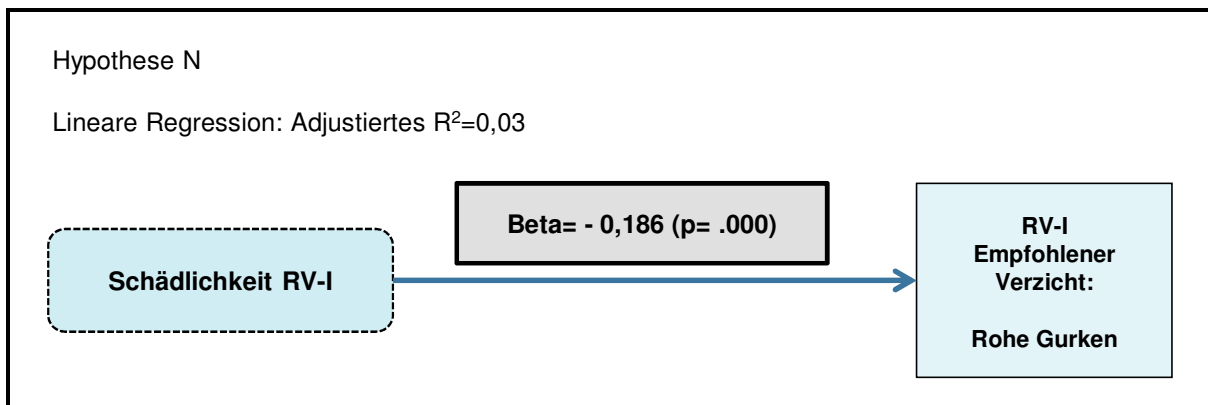 Hypothese N
Lineare Regression: Adjustiertes R²=0,03
Beta= - 0,186 (p= .000)
Schädlichkeit RV-I
RV-I
Empfohlener
Verzicht:
Rohe Gurken